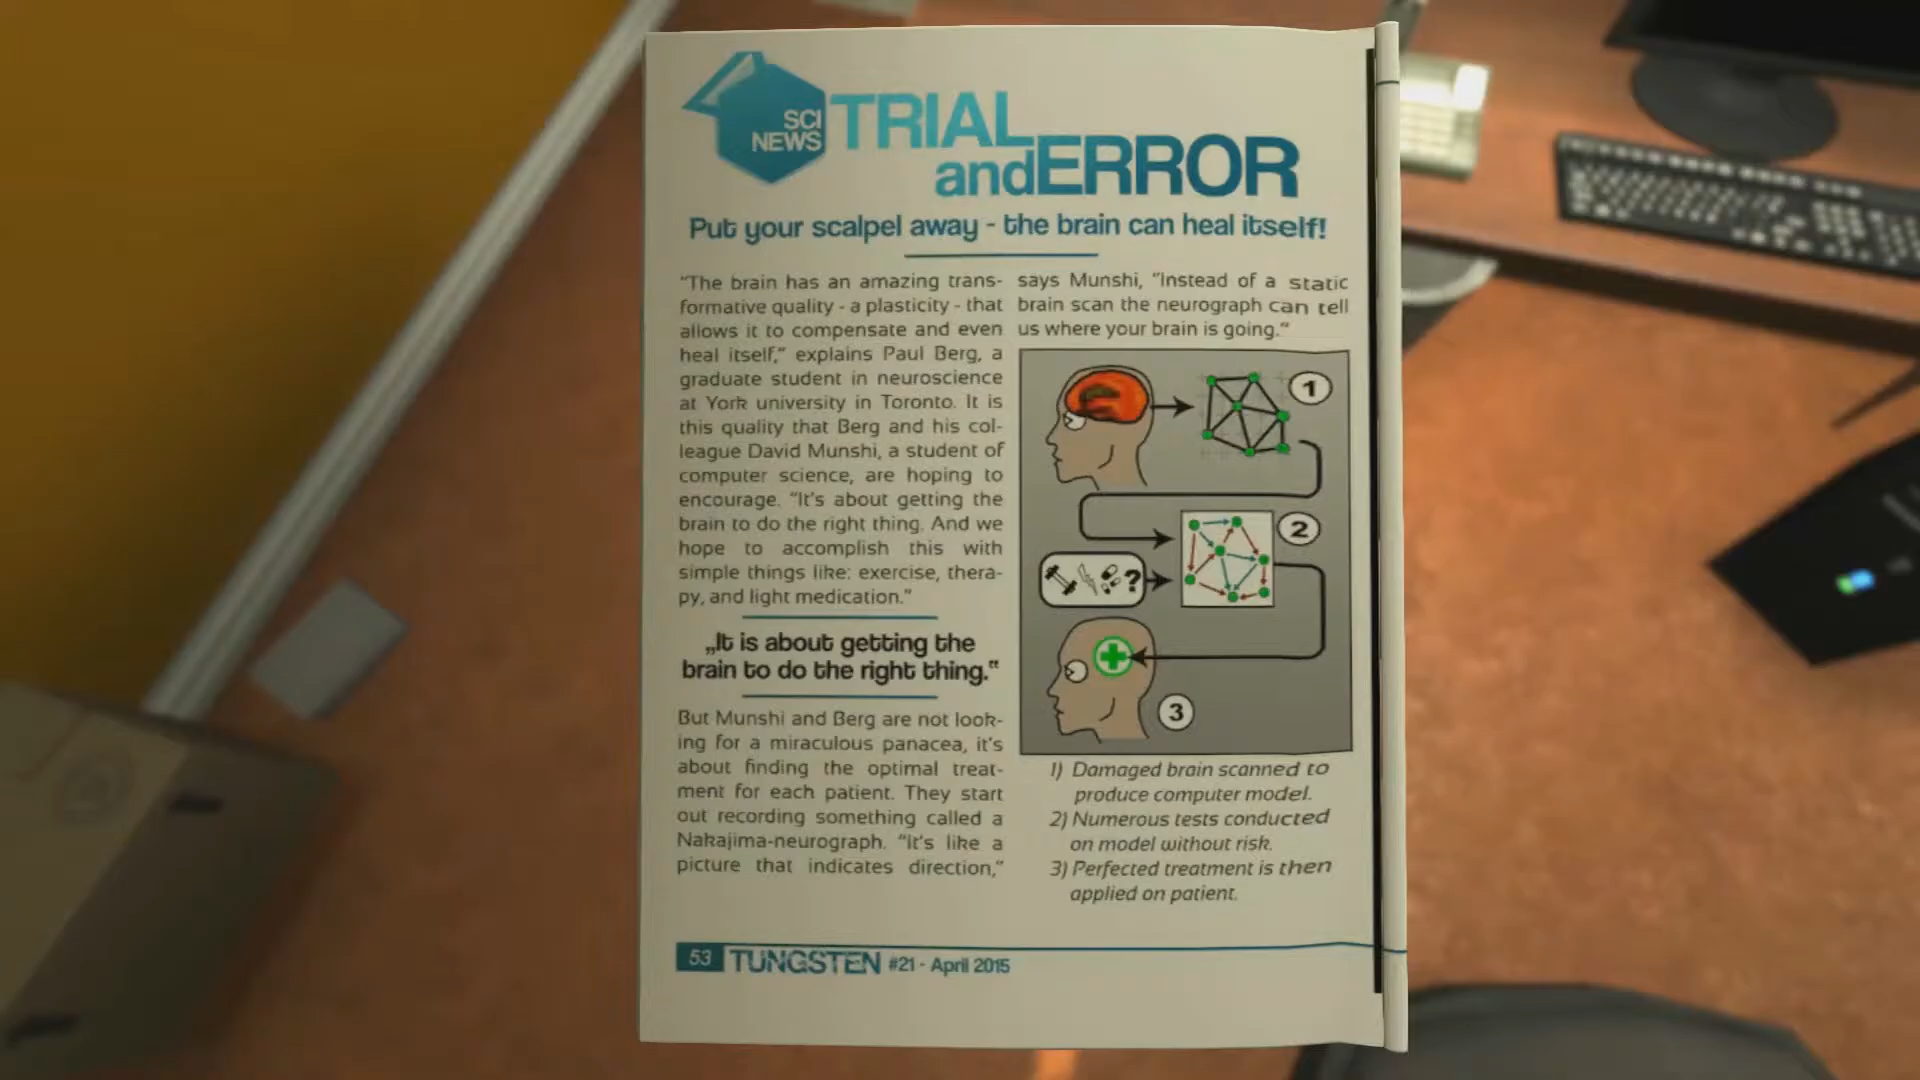 SCI
NEWS
TRIAL
andERROR
Put your scalpel away - the brain can heal itself!
"The brain has an amazing trans-
formative quality - a plasticity - that
allows it to compensate and even
heal itself," explains Paul Berg, a
graduate student in neuroscience
at York university in Toronto. It is
this quality that Berg and his col-
league David Munshi, a student of
computer science, are hoping to
encourage. "It's about getting the
brain to do the right thing. And we
hope to accomplish this with
simple things like: exercise, thera-
py, and light medication."
„It is about getting the
brain to do the right thing."
But Munshi and Berg are not look-
ing for a miraculous panacea, it's
about finding the optimal treat-
ment for each patient. They start
out recording something called a
Nakajima-neurograph. "It's like a
picture that indicates direction,"
says Munshi, "Instead of a static
brain scan the neurograph can tell
us where your brain is going."
1
2
?
3
1) Damaged brain scanned to
produce computer model.
2) Numerous tests conducted
on model without risk.
3) Perfected treatment is then
applied on patient.
53 TUNGSTEN #21 - April 2015